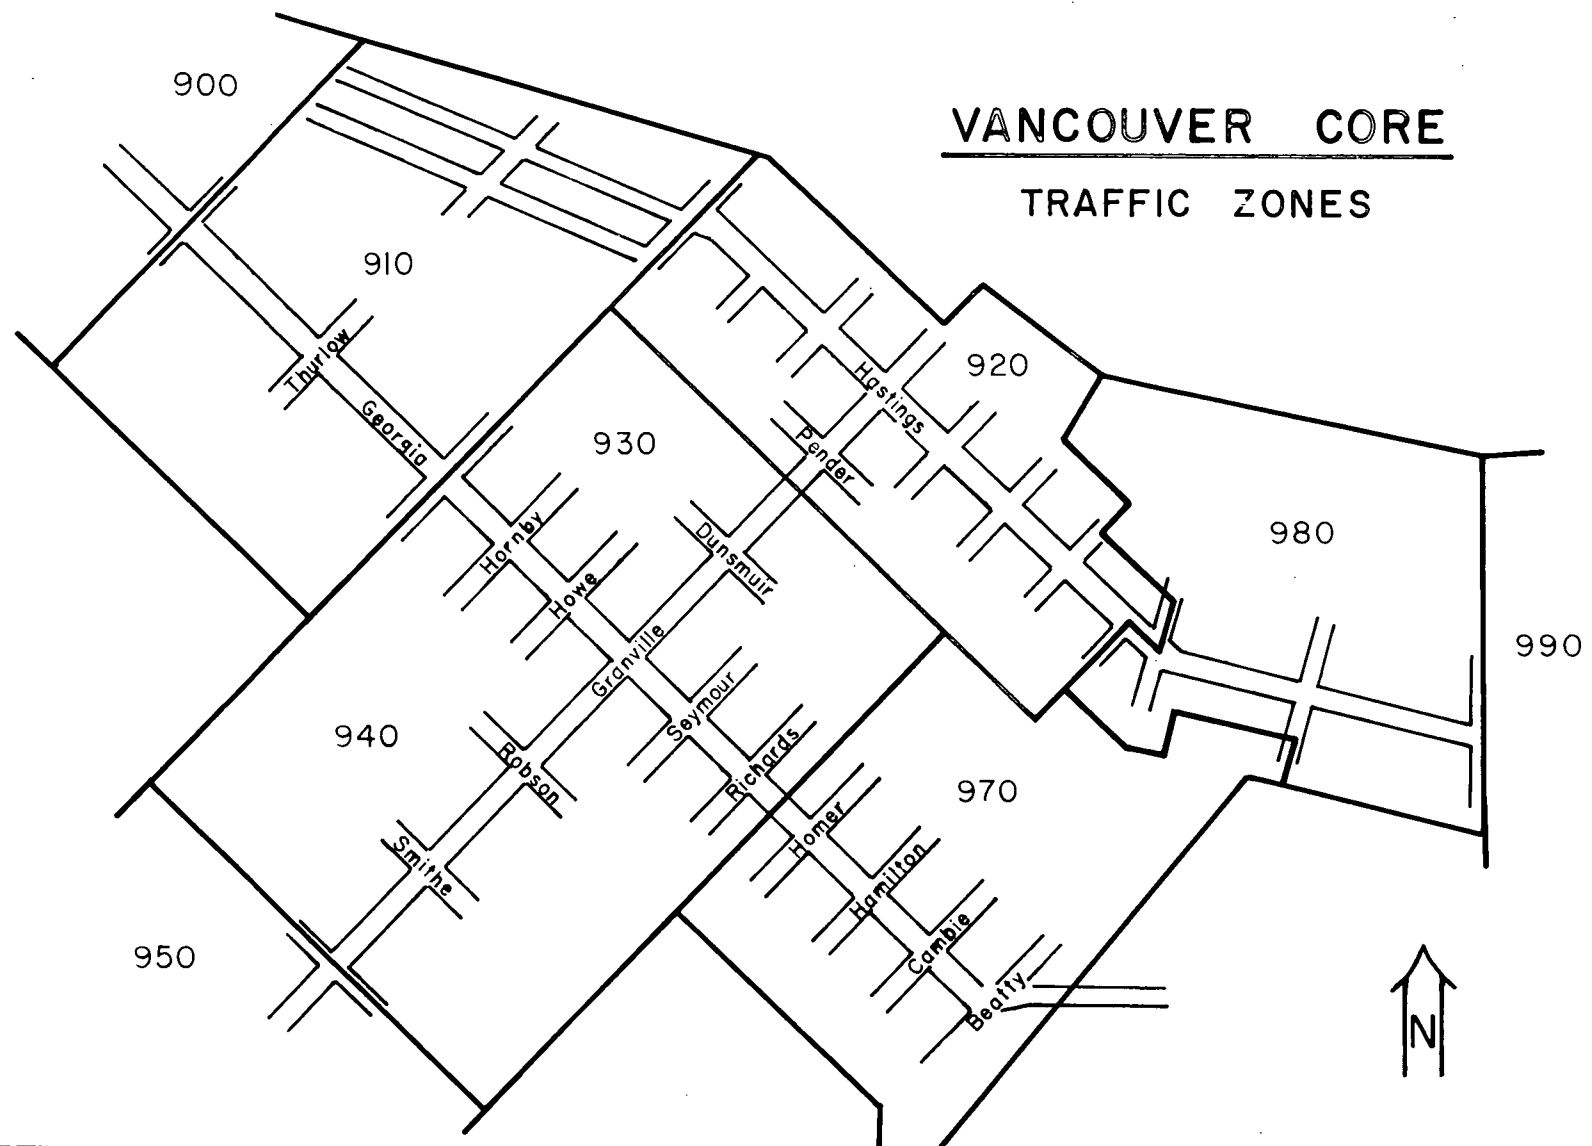 900
VANCOUVER CORE
TRAFFIC ZONES
910
Thurlow
Georgia
Hastings
920
Pender
930
Hornby
Dunsmuir
980
Howe
Granville
990
Seymour
940
Robson
Richards
970
Homer
Smithe
Hamilton
950
Cambie
Beatty
N